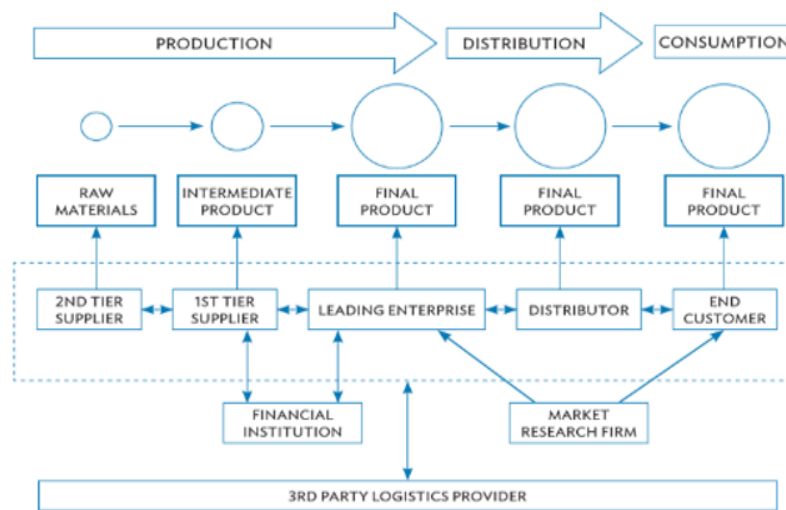 PRODUCTION
DISTRIBUTION
CONSUMPTION
RAW
MATERIALS
INTERMEDIATE
PRODUCT
FINAL
PRODUCT
FINAL
PRODUCT
FINAL
PRODUCT
2ND TIER
SUPPLIER
1ST TIER
SUPPLIER
LEADING ENTERPRISE
DISTRIBUTOR
END
CUSTOMER
FINANCIAL
INSTITUTION
MARKET
RESEARCH FIRM
3RD PARTY LOGISTICS PROVIDER